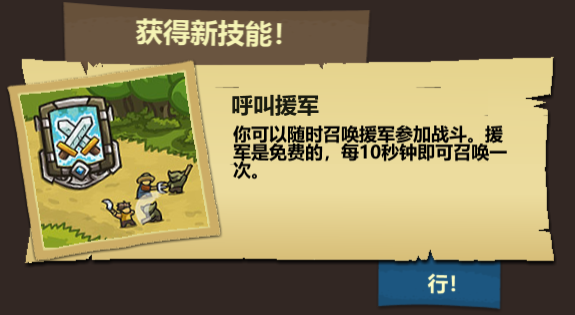 获得新技能！
呼叫援军
你可以随时召唤援军参加战斗。援
军是免费的，每10秒钟即可召唤一
次。
行！